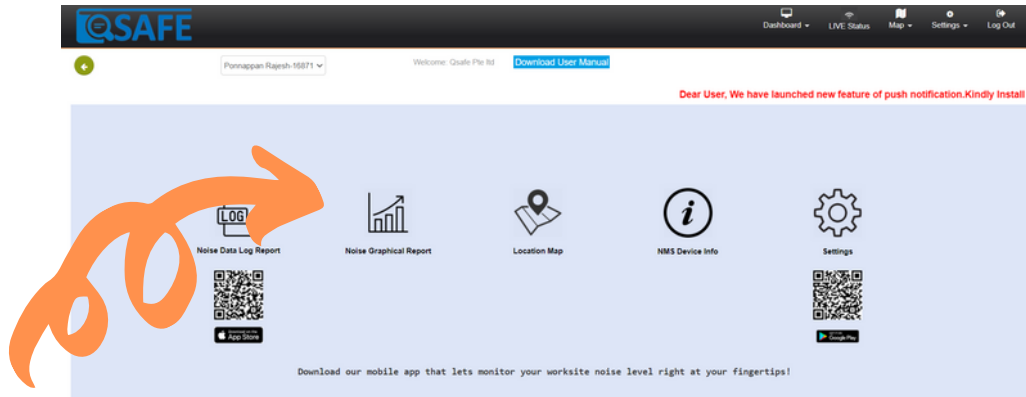 QSAFE
Dashboard
LIVE Status
Map
Settings
Log Out
Ponnappan Rajesh-16871
Welcome: Qsafe Pte ltd
Download User Manual
Dear User, We have launched new feature of push notification.Kindly Install
LOG
Noise Data Log Report
Noise Graphical Report
Location Map
NMS Device Info
Settings
App Store
Google Play
Download our mobile app that lets monitor your worksite noise level right at your fingertips!